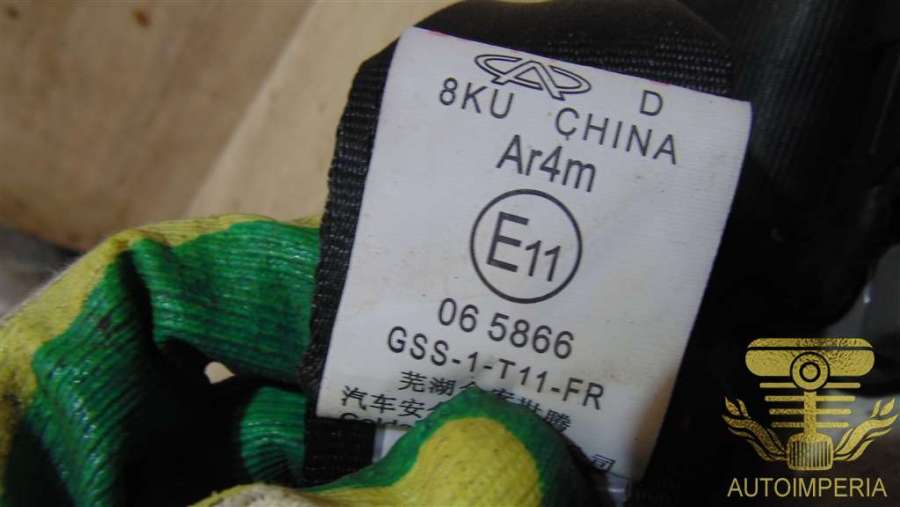 8KU CHINA D
Ar4m
E11
06 5866
GSS-1-T11-FR
芜湖
汽车安
AUTOIMPERIA